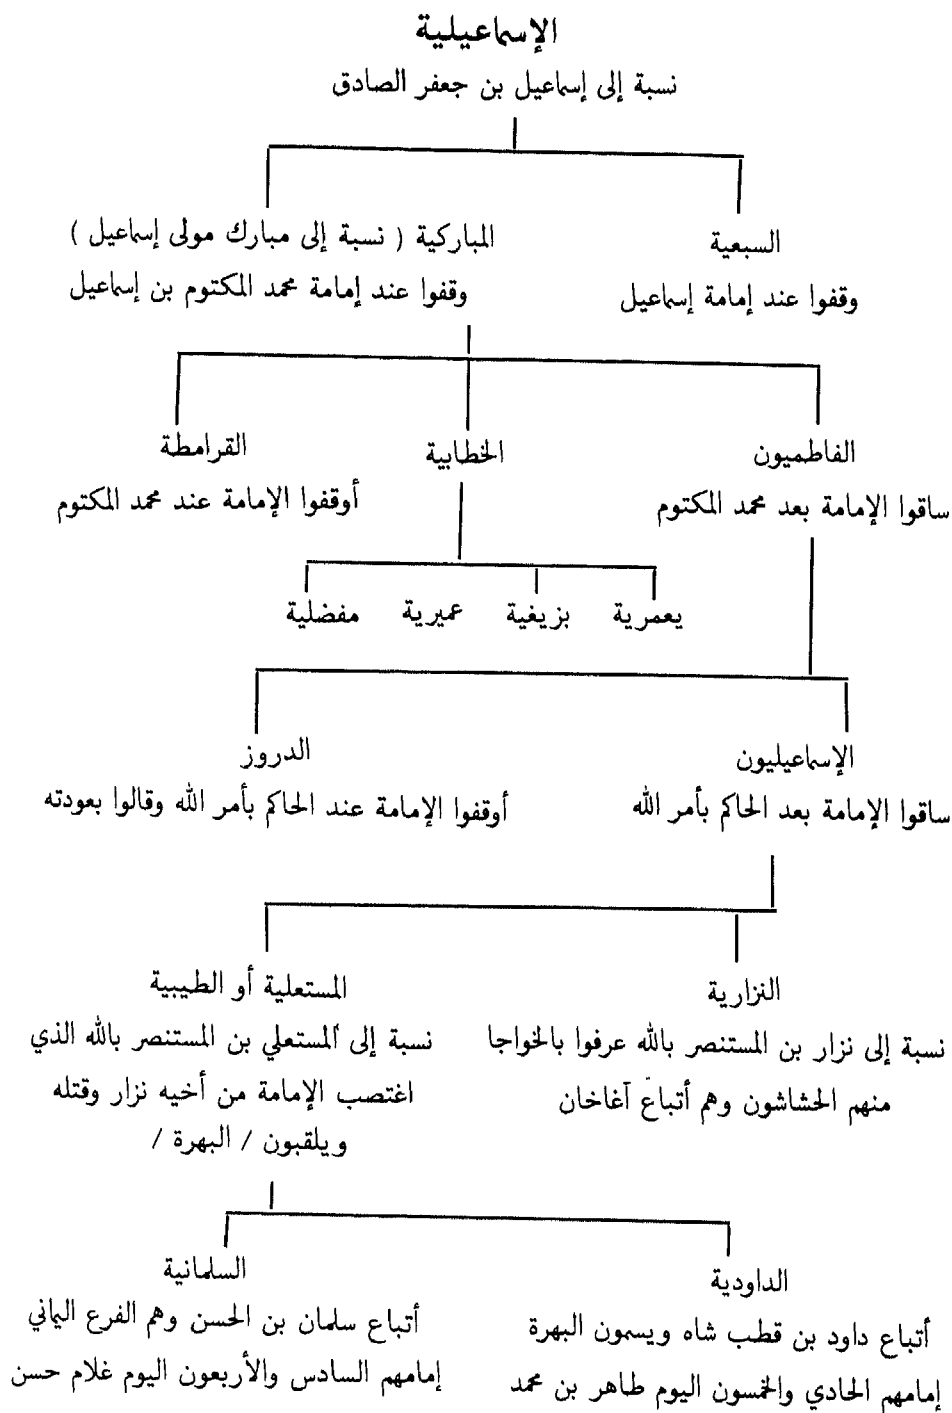 الإسماعيلية
نسبة إلى إسماعيل بن جعفر الصادق
السبعية
وقفوا عند إمامة إسماعيل
المباركية ( نسبة إلى مبارك مولى إسماعيل )
وقفوا عند إمامة محمد المكتوم بن إسماعيل
الفاطميون
ساقوا الإمامة بعد محمد المكتوم
الخطابية
القرامطة
أوقفوا الإمامة عند محمد المكتوم
يعمرية
بزيغية
عميرية
مفضلية
الإسماعيليون
ساقوا الإمامة بعد الحاكم بأمر الله
الدروز
أوقفوا الإمامة عند الحاكم بأمر الله وقالوا بعودته
النزارية
نسبة إلى نزار بن المستنصر بالله عرفوا بالخواجا
منهم الحشاشون وهم أتباع آغاخان
المستعلية أو الطيبية
نسبة إلى المستعلي بن المستنصر بالله الذي
اغتصب الإمامة من أخيه نزار وقتله
ويلقبون / البهرة /
الداودية
أتباع داود بن قطب شاه ويسمون البهرة
إمامهم الحادي والخمسون اليوم طاهر بن محمد
السلمانية
أتباع سلمان بن الحسن وهم الفرع اليماني
إمامهم السادس والأربعون اليوم غلام حسن